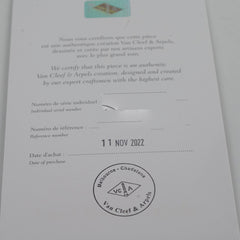 Nous vous certifions que cette pièce
est une authentique création Van Cleef & Arpels,
dessinée et créée par nos artisans experts
avec le plus grand soin.
We certify that this piece is an authentic
Van Cleef & Arpels creation, designed and created
by our expert craftsmen with the highest care.
Numéro de série individuel
Individual serial number
Numéro de référence
Reference number
Date d'achat
Date of purchase
11 NOV 2022
Melbourne - Chadstone
VCA
Van Cleef & Arpels